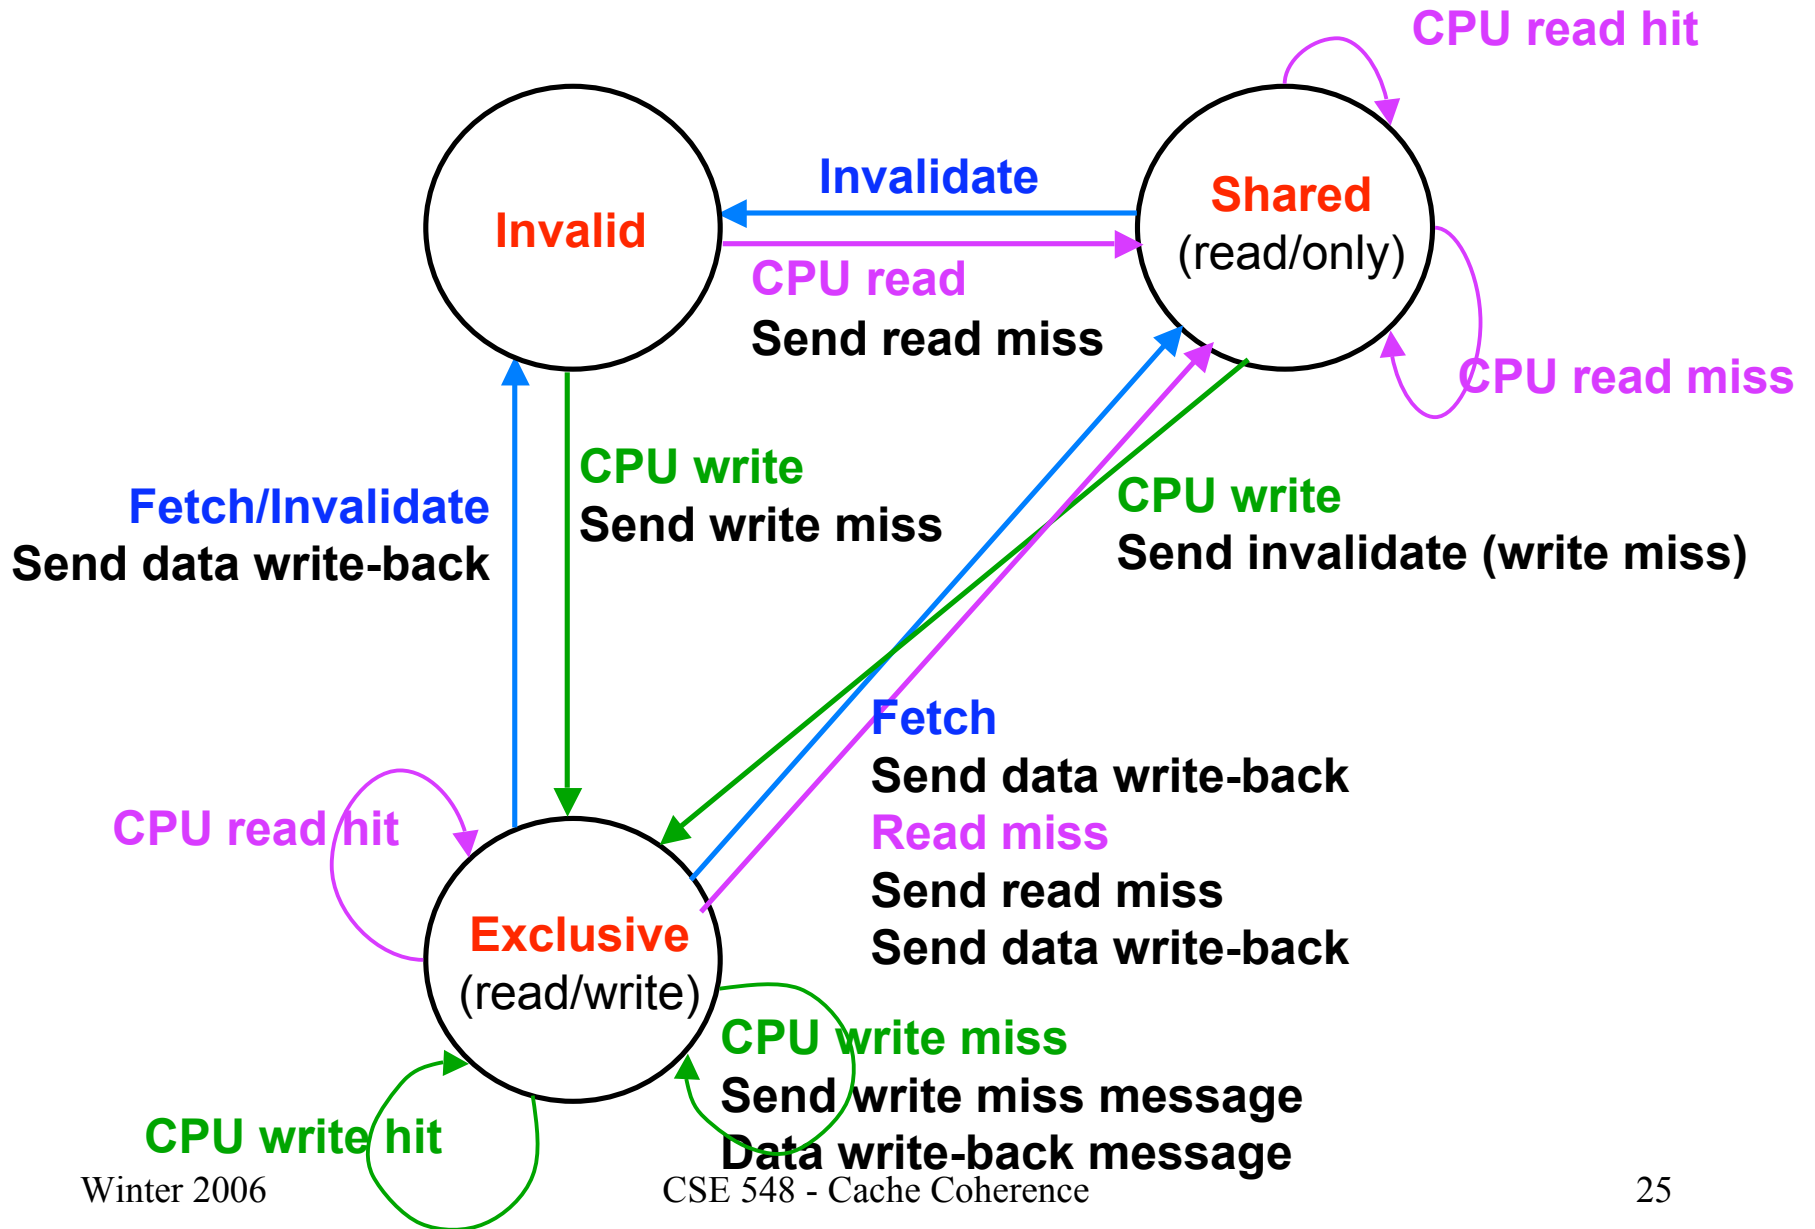 CPU read hit
Invalidate
Shared
(read/only)
Invalid
CPU read
Send read miss
CPU read miss
CPU write
Send write miss
Fetch/Invalidate
Send data write-back
CPU write
Send invalidate (write miss)
Fetch
Send data write-back
Read miss
Send read miss
Send data write-back
CPU read hit
Exclusive
(read/write)
CPU write miss
Send write miss message
Data write-back message
CPU write hit
Winter 2006
CSE 548 - Cache Coherence
25